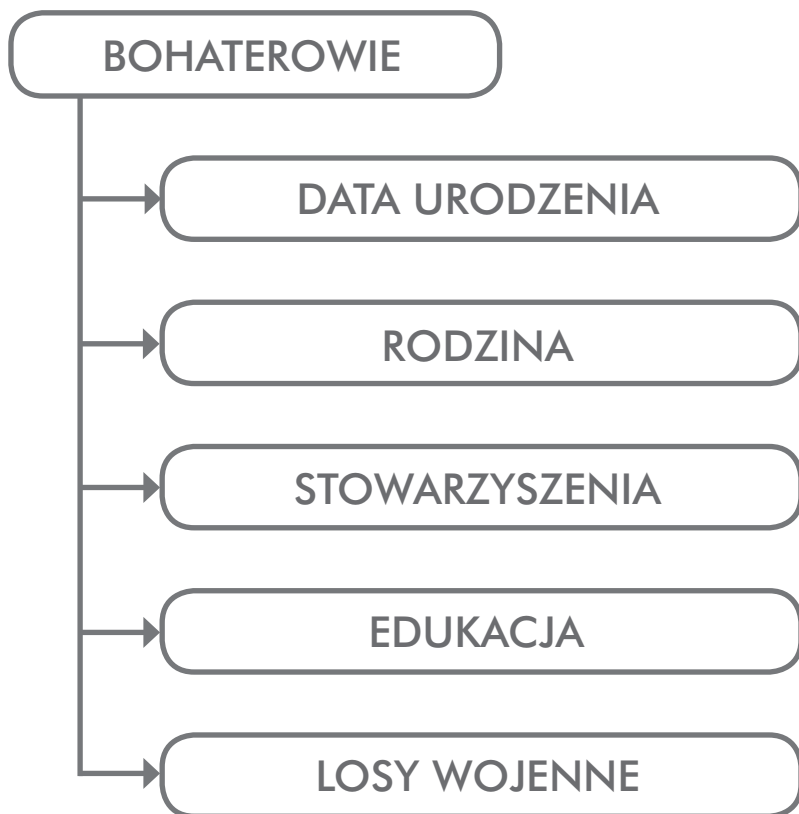 BOHATEROWIE
DATA URODZENIA
RODZINA
STOWARZYSZENIA
EDUKACJA
LOSY WOJENNE